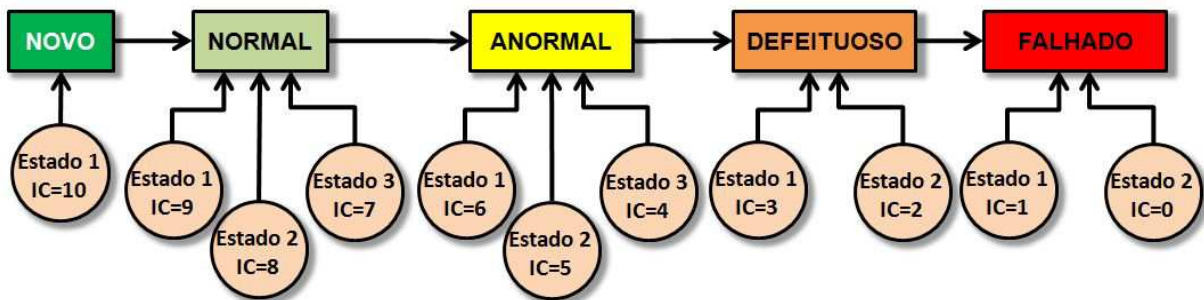 NOVO
NORMAL
ANORMAL
DEFEITUOSO
FALHADO
Estado 1
IC=10
Estado 1
IC=9
Estado 2
IC=8
Estado 3
IC=7
Estado 1
IC=6
Estado 2
IC=5
Estado 3
IC=4
Estado 1
IC=3
Estado 2
IC=2
Estado 1
IC=1
Estado 2
IC=0